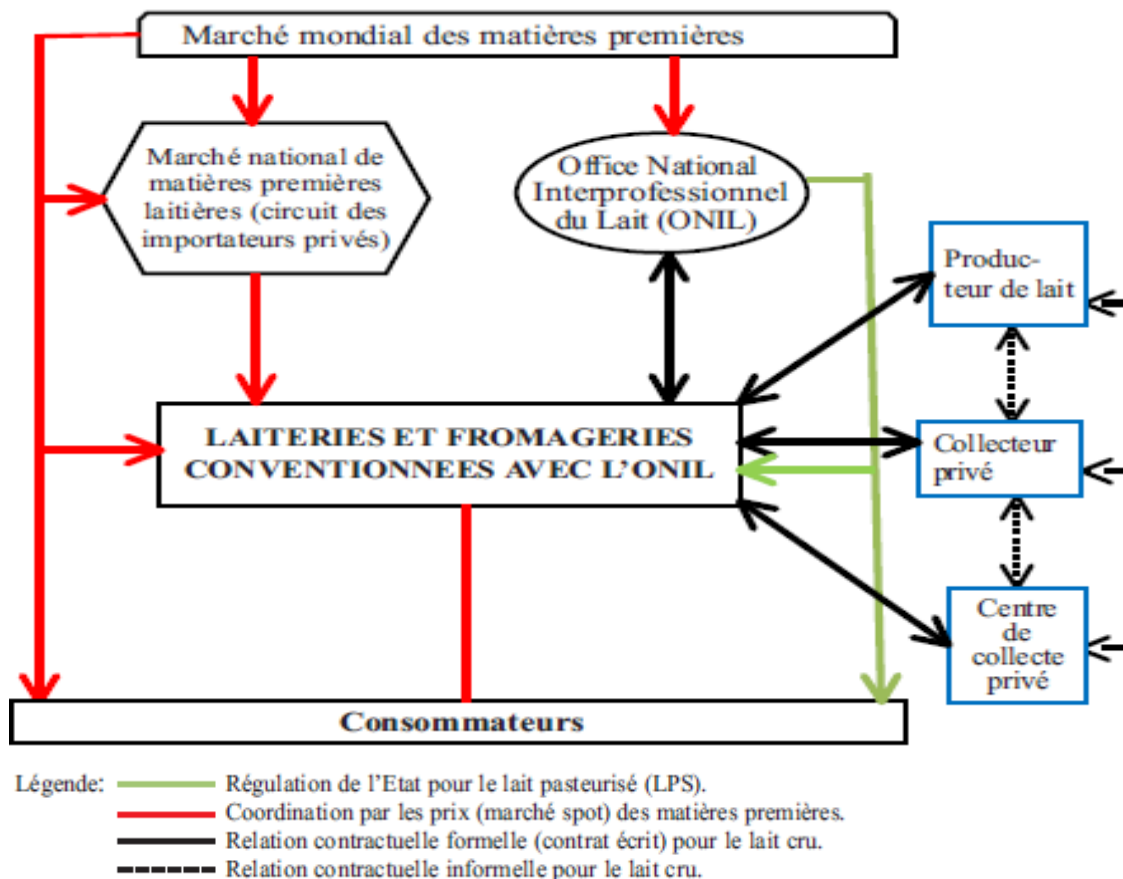 Marché mondial des matières premières
Marché national de
matières premières
laitières (circuit des
importateurs privés)
Office National
Interprofessionnel
du Lait (ONIL)
Produc-
teur de lait
LAITERIES ET FROMAGERIES
CONVENTIONNEES AVEC L'ONIL
Collecteur
privé
Centre
de
collecte
privé
Consommateurs
Légende:
Régulation de l'Etat pour le lait pasteurisé (LPS).
Coordination par les prix (marché spot) des matières premières.
Relation contractuelle formelle (contrat écrit) pour le lait cru.
Relation contractuelle informelle pour le lait cru.